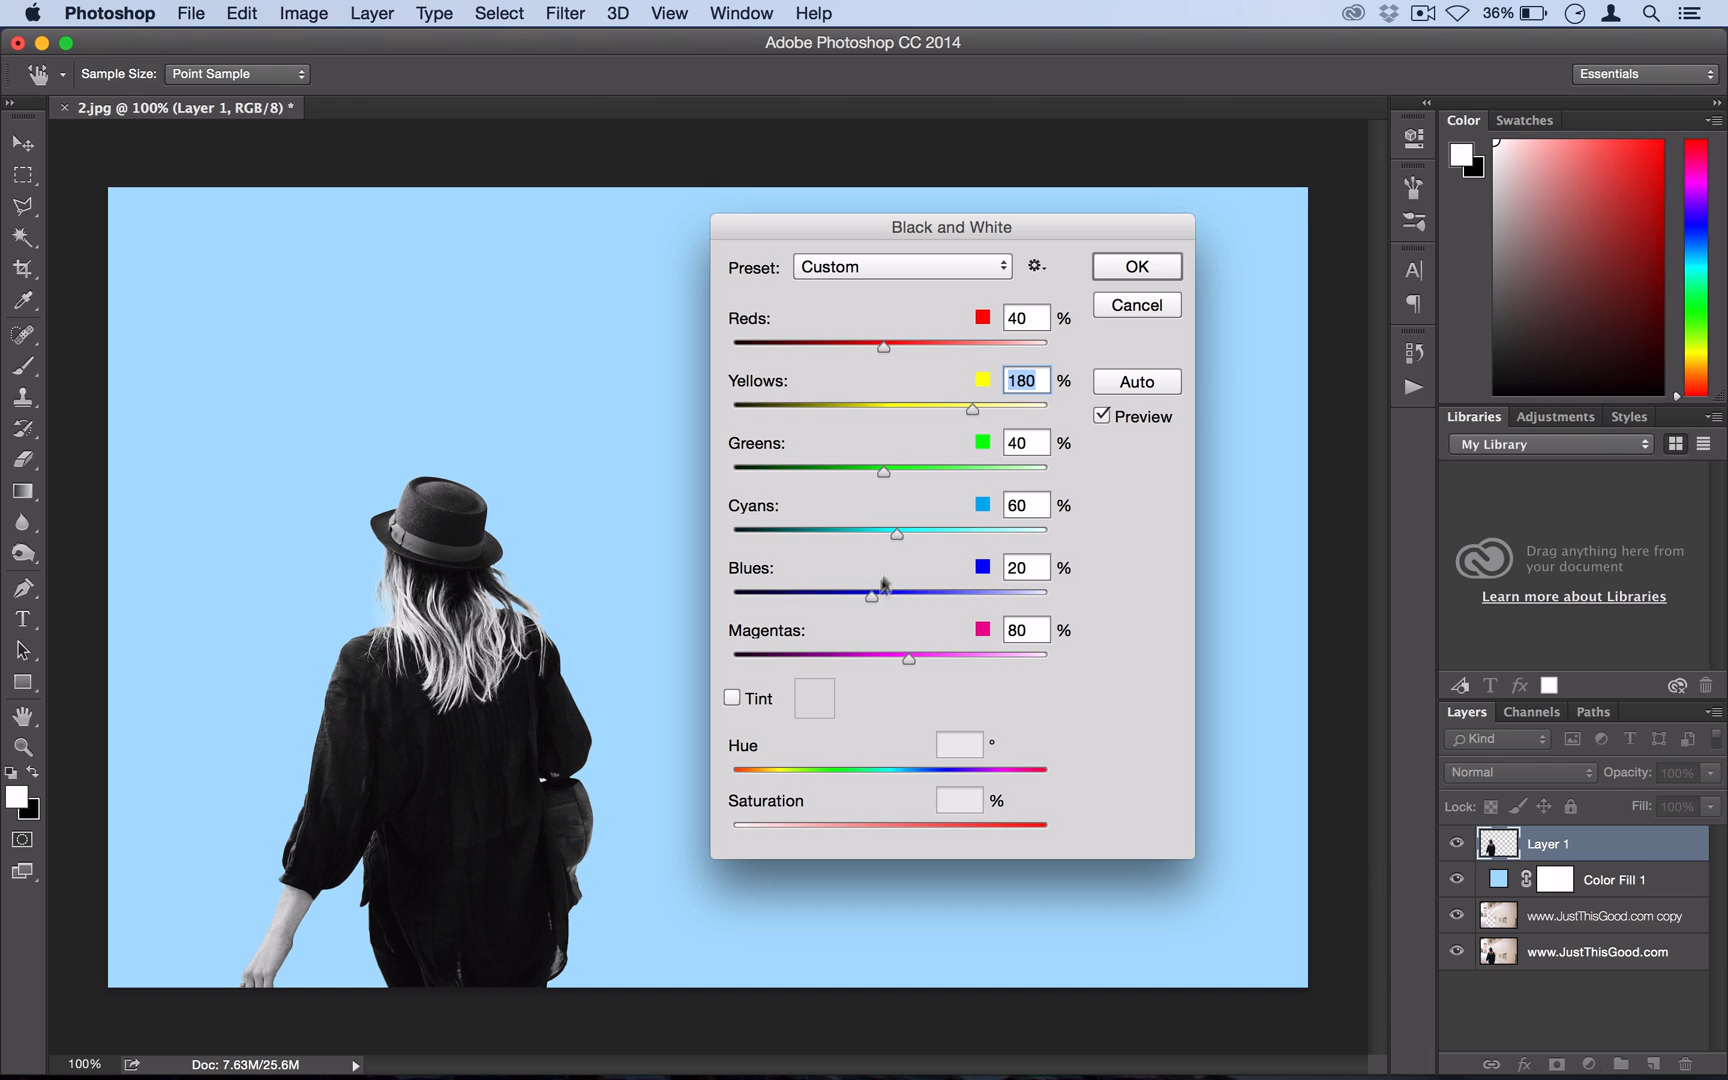 Photoshop File Edit Image Layer Type Select Filter 3D View Window Help 36%
Adobe Photoshop CC 2014
Sample Size: Point Sample Essentials
× 2.jpg @ 100% (Layer 1, RGB/8) *
Color Swatches
Black and White
Preset: Custom OK
Cancel
Reds: 40 %
Yellows: 180 % Auto
Preview
Greens: 40 %
Cyans: 60 %
Blues: 20 %
Magentas: 80 %
Tint
Hue °
Saturation %
Libraries Adjustments Styles
My Library
Drag anything here from
your document
Learn more about Libraries
T fx
Layers Channels Paths
Kind T
Normal Opacity: 100%
Lock: Fill: 100%
Layer 1
Color Fill 1
www.JustThisGood.com copy
www.JustThisGood.com
100% Doc: 7.63M/25.6M
fx